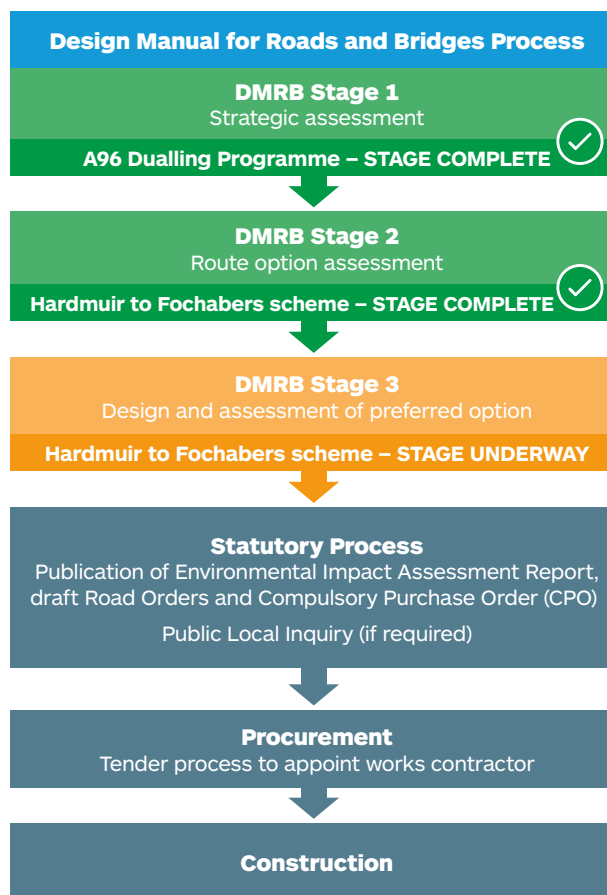 Design Manual for Roads and Bridges Process
DMRB Stage 1
Strategic assessment
A96 Dualling Programme – STAGE COMPLETE
DMRB Stage 2
Route option assessment
Hardmuir to Fochabers scheme – STAGE COMPLETE
DMRB Stage 3
Design and assessment of preferred option
Hardmuir to Fochabers scheme – STAGE UNDERWAY
Statutory Process
Publication of Environmental Impact Assessment Report,
draft Road Orders and Compulsory Purchase Order (CPO)
Public Local Inquiry (if required)
Procurement
Tender process to appoint works contractor
Construction